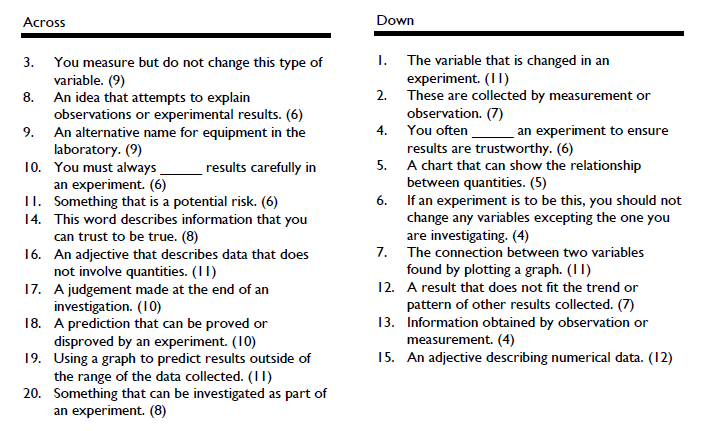 Across
3. You measure but do not change this type of
variable. (9)
8. An idea that attempts to explain
observations or experimental results. (6)
9. An alternative name for equipment in the
laboratory. (9)
10. You must always ______ results carefully in
an experiment. (6)
11. Something that is a potential risk. (6)
14. This word describes information that you
can trust to be true. (8)
16. An adjective that describes data that does
not involve quantities. (11)
17. A judgement made at the end of an
investigation. (10)
18. A prediction that can be proved or
disproved by an experiment. (10)
19. Using a graph to predict results outside of
the range of the data collected. (11)
20. Something that can be investigated as part of
an experiment. (8)
Down
1. The variable that is changed in an
experiment. (11)
2. These are collected by measurement or
observation. (7)
4. You often ______ an experiment to ensure
results are trustworthy. (6)
5. A chart that can show the relationship
between quantities. (5)
6. If an experiment is to be this, you should not
change any variables excepting the one you
are investigating. (4)
7. The connection between two variables
found by plotting a graph. (11)
12. A result that does not fit the trend or
pattern of other results collected. (7)
13. Information obtained by observation or
measurement. (4)
15. An adjective describing numerical data. (12)